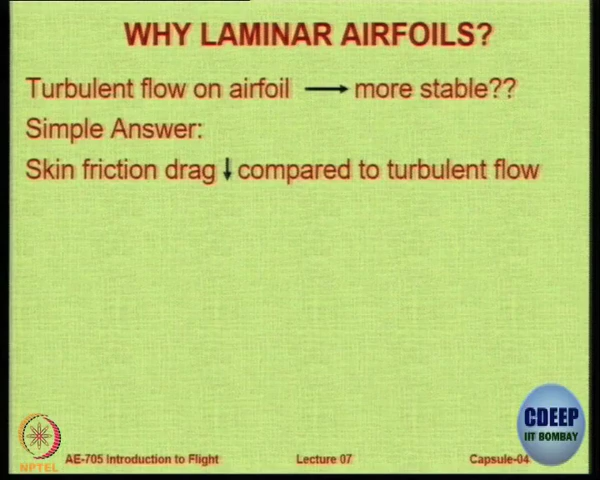 WHY LAMINAR AIRFOILS?
Turbulent flow on airfoil → more stable??
Simple Answer:
Skin friction drag ↓ compared to turbulent flow
CDEEP
IIT BOMBAY
NPTEL
AE-705 Introduction to Flight Lecture 07 Capsule-04